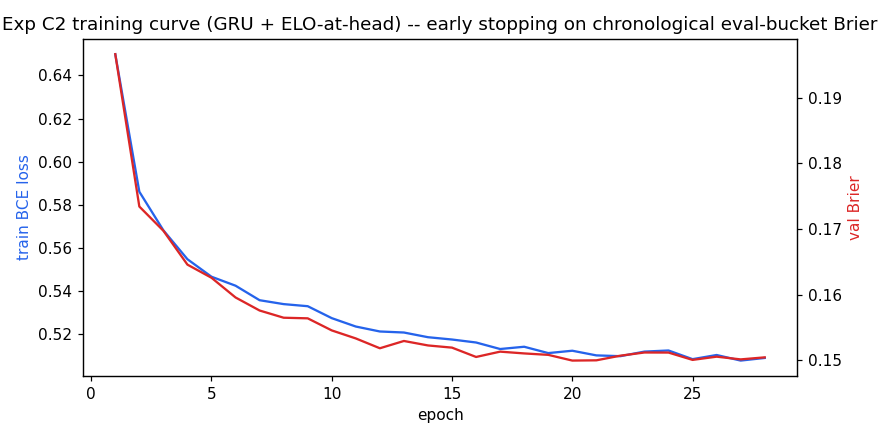 Exp C2 training curve (GRU + ELO-at-head) -- early stopping on chronological eval-bucket Brier
train BCE loss
0.64
0.62
0.60
0.58
0.56
0.54
0.52
0.19
0.18
0.17
0.16
0.15
val Brier
0 5 10 15 20 25
epoch